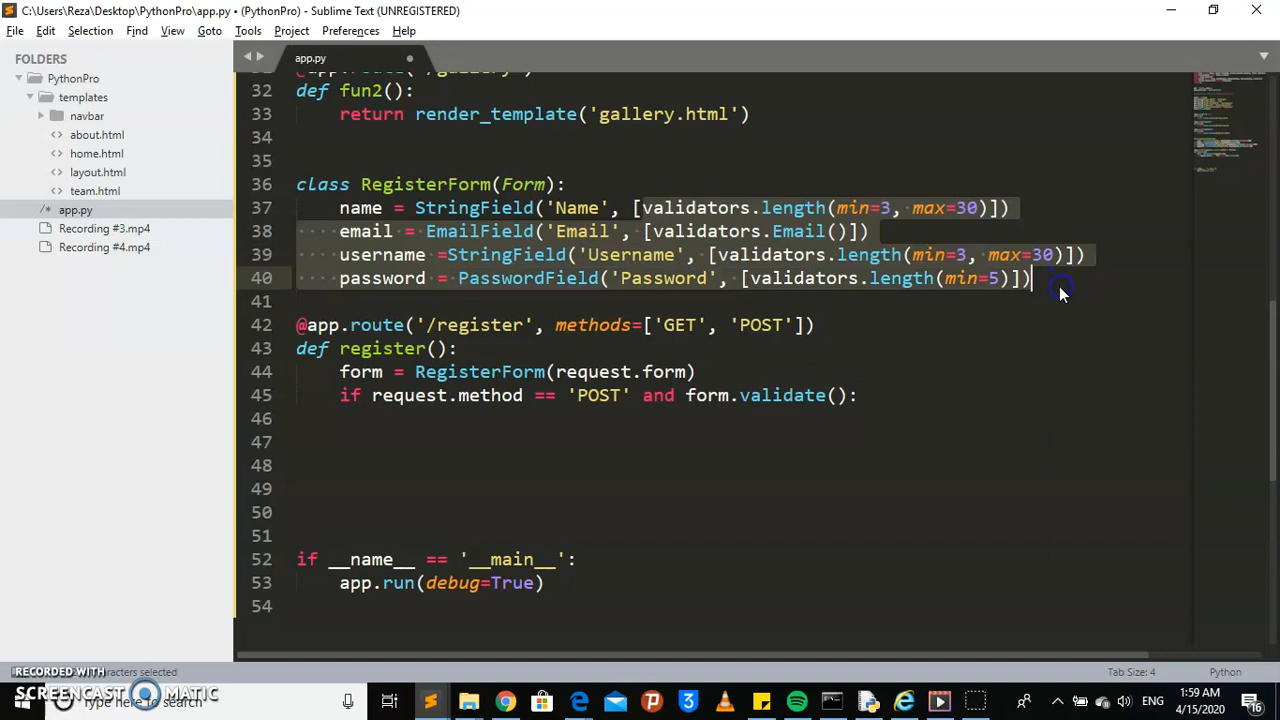 C:\Users\Reza\Desktop\PythonPro\app.py • (PythonPro) - Sublime Text (UNREGISTERED)
File Edit Selection Find View Goto Tools Project Preferences Help
FOLDERS
PythonPro
templates
navbar
about.html
home.html
layout.html
team.html
app.py
Recording #3.mp4
Recording #4.mp4
app.py
32 def fun2():
33 return render_template('gallery.html')
34
35
36 class RegisterForm(Form):
37 name = StringField('Name', [validators.length(min=3, max=30)])
38 email = EmailField('Email', [validators.Email()])
39 username =StringField('Username', [validators.length(min=3, max=30)])
40 password = PasswordField('Password', [validators.length(min=5)])
41
42 @app.route('/register', methods=['GET', 'POST'])
43 def register():
44 form = RegisterForm(request.form)
45 if request.method == 'POST' and form.validate():
46
47
48
49
50
51
52 if __name__ == '__main__':
53 app.run(debug=True)
54
characters selected
Tab Size: 4
Python
RECORDED WITH
SCREENCAST MATIC
Type here to search
ENG
1:59 AM
4/15/2020
16